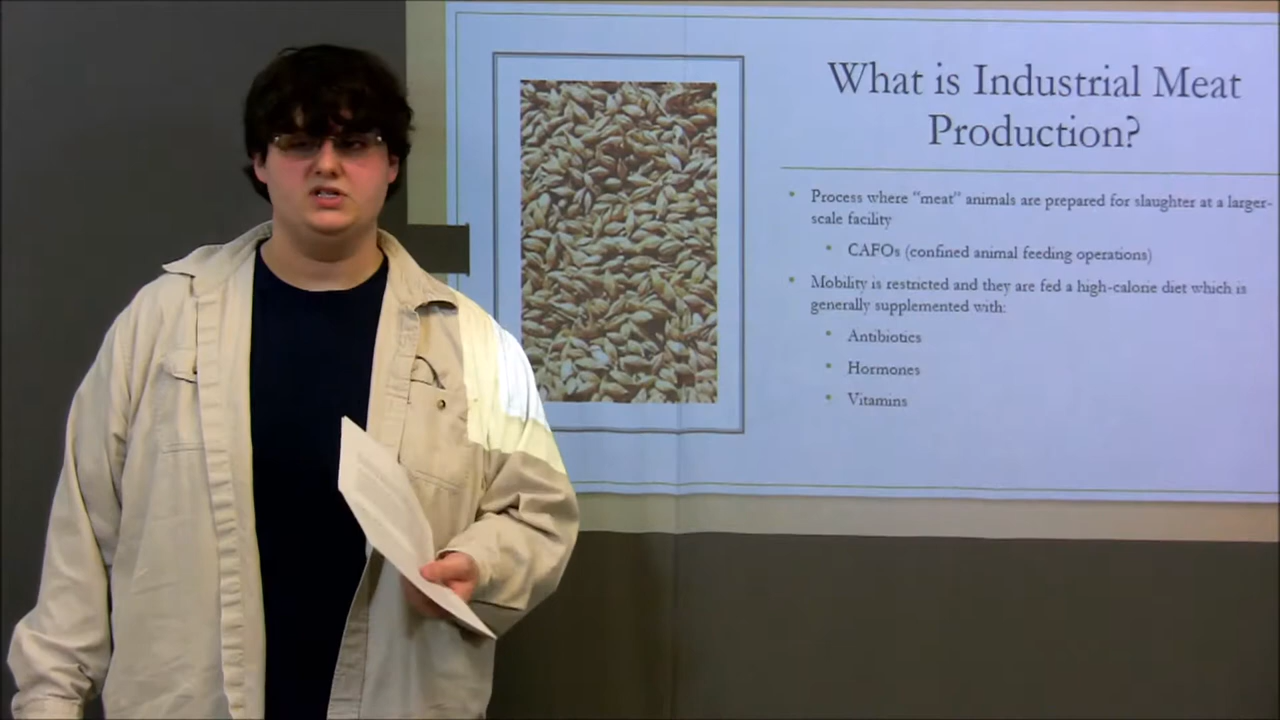 What is Industrial Meat
Production?
Process where "meat" animals are prepared for slaughter at a larger-
scale facility
CAFOs (confined animal feeding operations)
Mobility is restricted and they are fed a high-calorie diet which is
generally supplemented with:
Antibiotics
Hormones
Vitamins